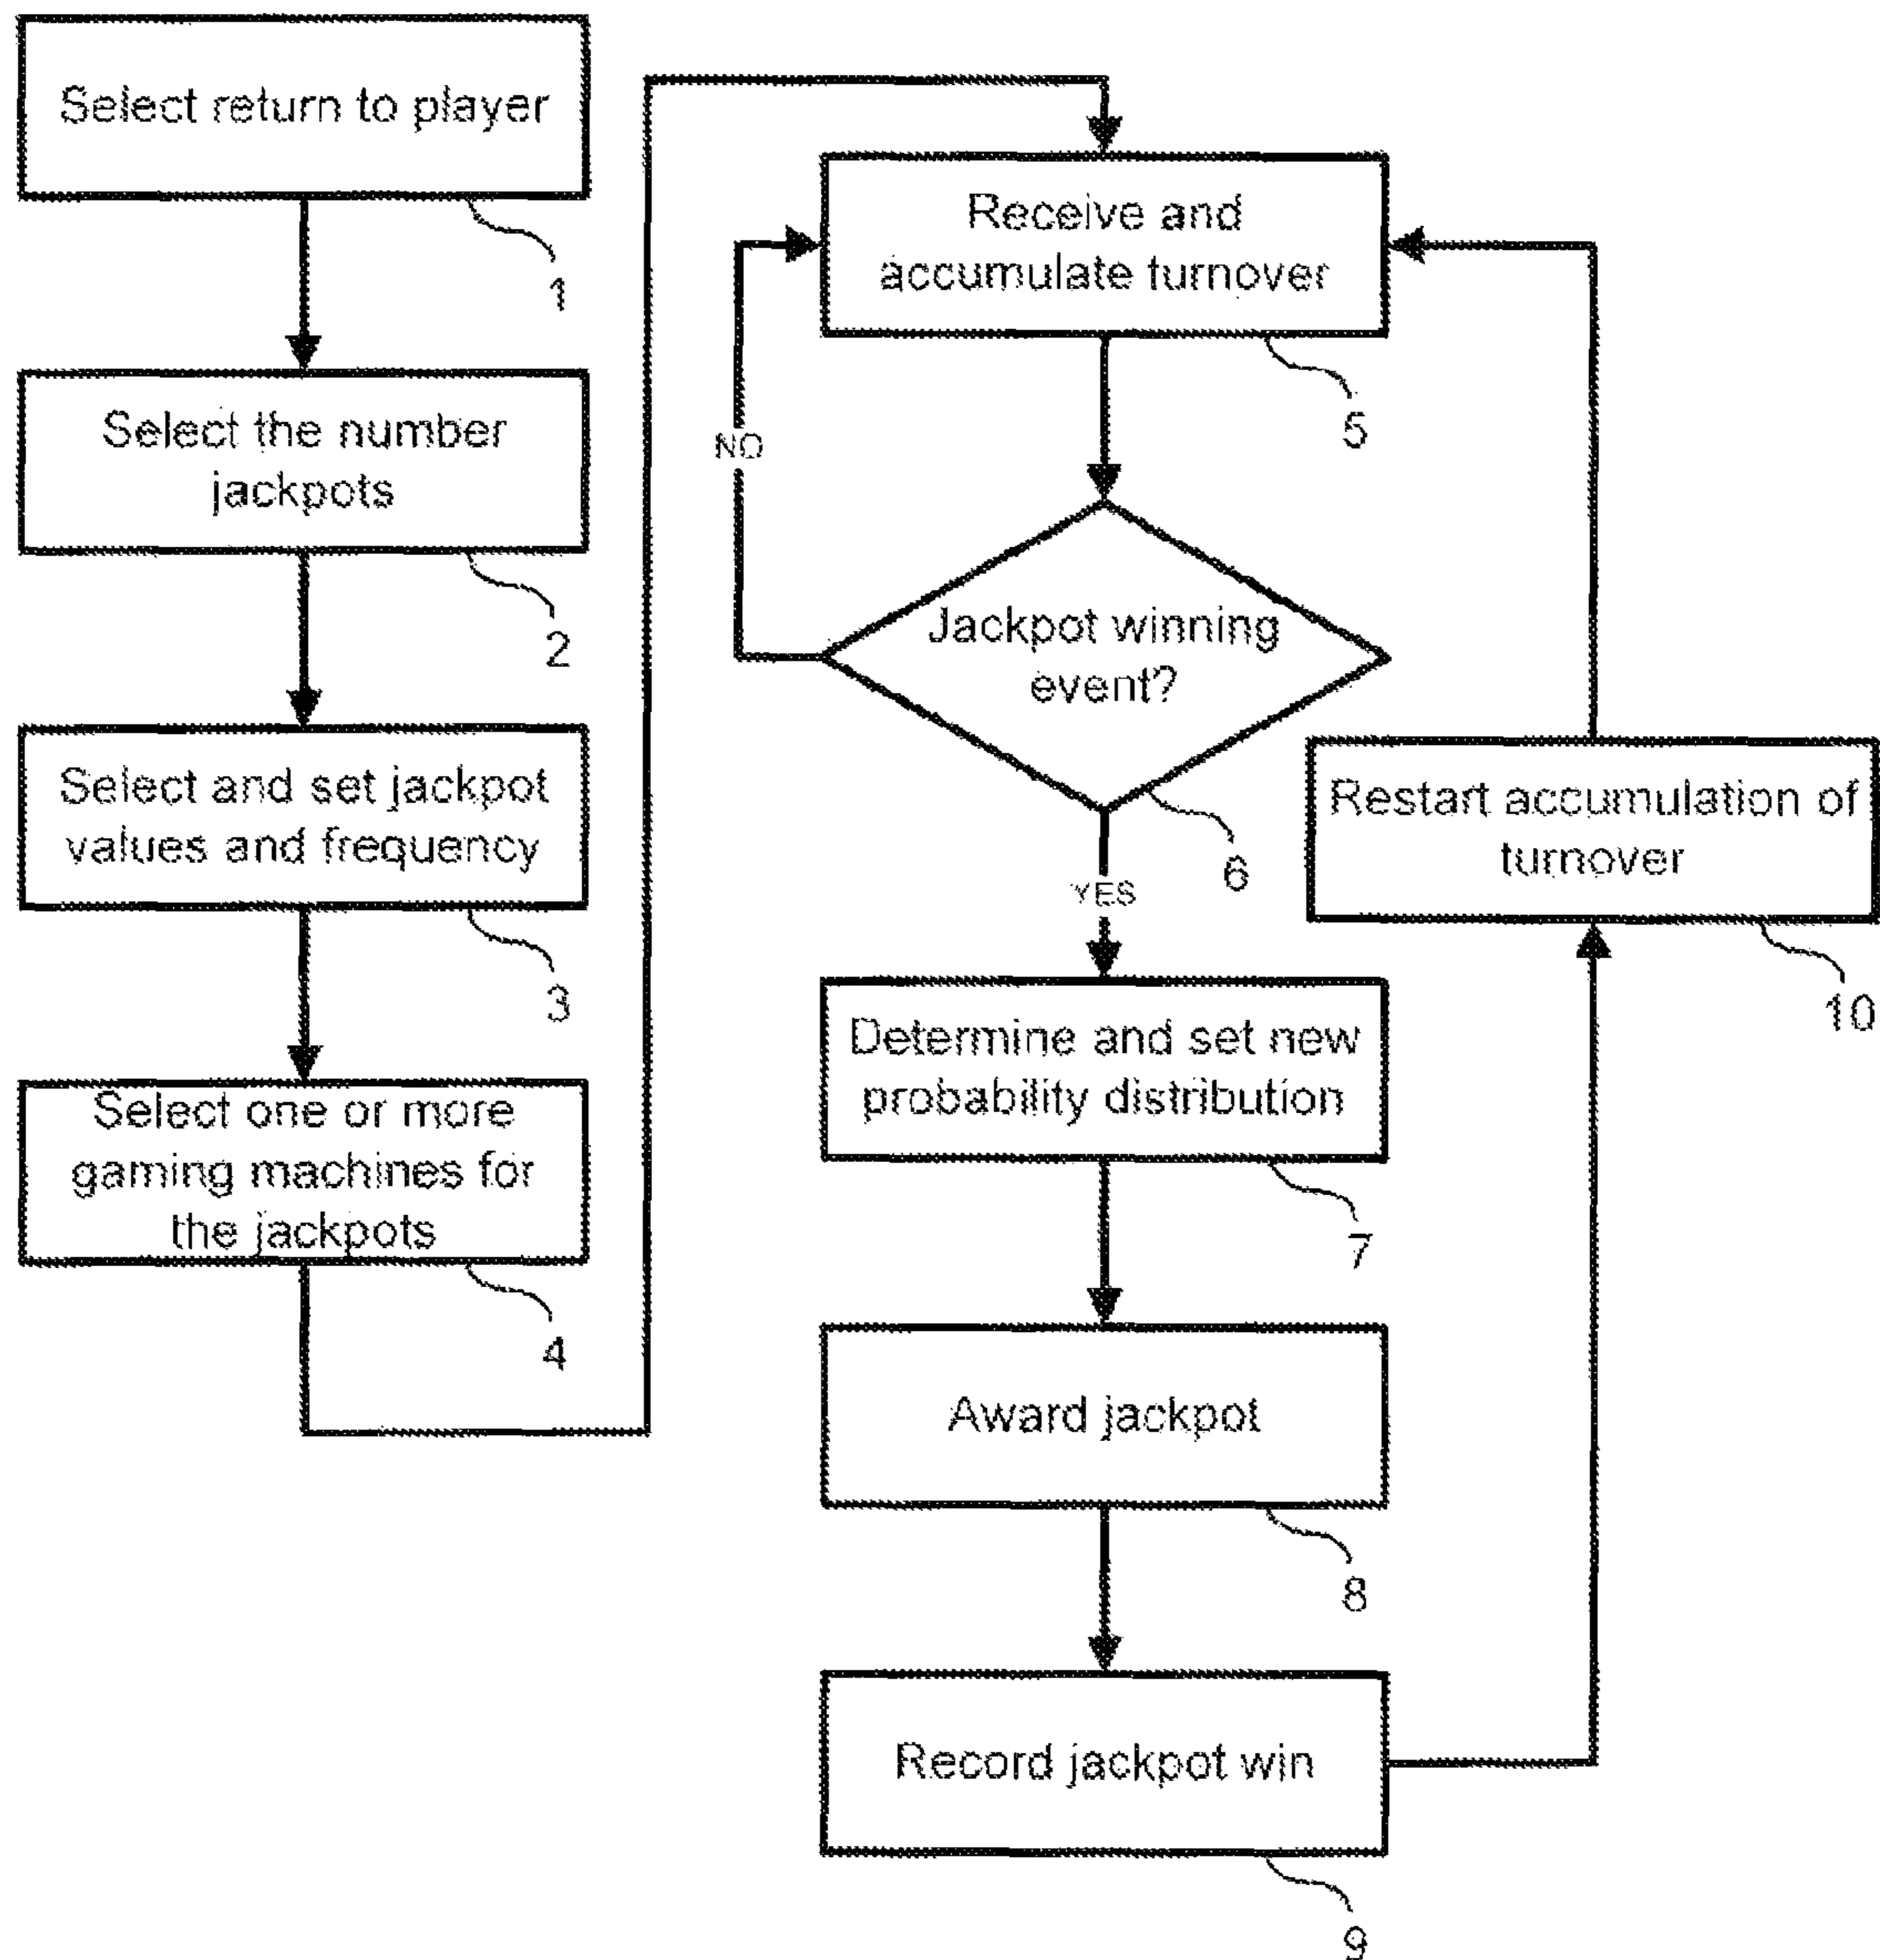 Select return to player
1
Select the number
jackpots
2
Select and set jackpot
values and frequency
3
Select one or more
gaming machines for
the jackpots
4
Receive and
accumulate turnover
5
NO
Jackpot winning
event?
6
YES
Determine and set new
probability distribution
7
Award jackpot
8
Record jackpot win
9
Restart accumulation of
turnover
10